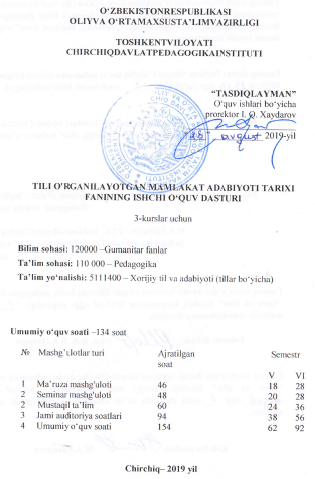 O‘ZBEKISTONRESPUBLIKASI
OLIYVA O‘RTAMAXSUSTA’LIMVAZIRLIGI
TOSHKENTVILOYATI
CHIRCHIQDAVLATPEDAGOGIKAINSTITUTI
“TASDIQLAYMAN”
O‘quv ishlari bo‘yicha
prorektor I. Q. Xaydarov
"28" avgust 2019-yil
TILI O'RGANILAYOTGAN MAMLAKAT ADABIYOTI TARIXI
FANINING ISHCHI O‘QUV DASTURI
3-kurslar uchun
Bilim sohasi: 120000 –Gumanitar fanlar
Ta’lim sohasi: 110 000 – Pedagogika
Ta’lim yo‘nalishi: 5111400 – Xorijiy til va adabiyoti (tillar bo‘yicha)
Umumiy o‘quv soati –134 soat
№ Mashg’ulotlar turi Ajratilgan soat Semestr
V VI
1 Ma’ruza mashg'uloti 46 18 28
2 Seminar mashg'uloti 48 20 28
2 Mustaqil ta’lim 60 24 36
3 Jami auditoriya soatlari 94 38 56
4 Umumiy o‘quv soati 154 62 92
Chirchiq– 2019 yil